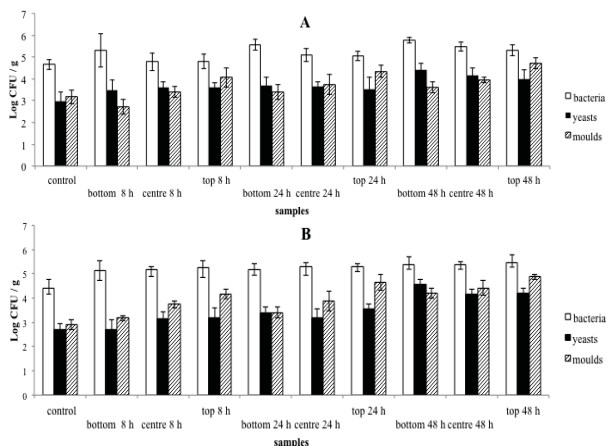 A
Log CFU / g
7
6
5
4
3
2
1
0
control
bottom 8 h
centre 8 h
top 8 h
bottom 24 h
centre 24 h
top 24 h
bottom 48 h
centre 48 h
top 48 h
samples
bacteria
yeasts
moulds
B
Log CFU / g
7
6
5
4
3
2
1
0
control
bottom 8 h
centre 8 h
top 8 h
bottom 24 h
centre 24 h
top 24 h
bottom 48 h
centre 48 h
top 48 h
samples
bacteria
yeasts
moulds